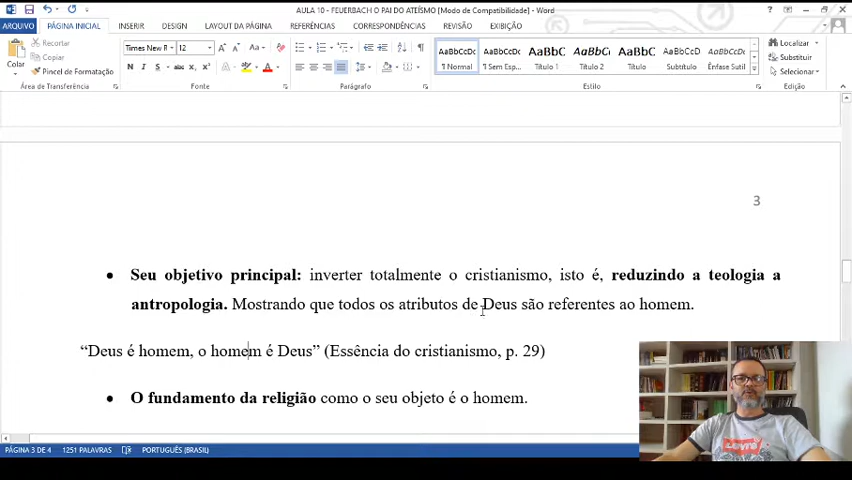 AULA 10 - FEUERBACH O PAI DO ATEÍSMO [Modo de Compatibilidade] - Word
ARQUIVO PÁGINA INICIAL INSERIR DESIGN LAYOUT DA PÁGINA REFERÊNCIAS CORRESPONDÊNCIAS REVISÃO EXIBIÇÃO
Colar
Recortar
Copiar
Pincel de Formatação
Times New R 12
N I S abc x₂ x² A A
AaBbCcDc AaBbCcDc AaBbC AaBbCc AaBbC AaBbCcD AaBbCcDc
¶ Normal ¶ Sem Esp... Título 1 Título 2 Título Subtítulo Ênfase Sutil
Localizar
Substituir
Selecionar
Área de Transferência Fonte Parágrafo Estilo Edição
3
• Seu objetivo principal: inverter totalmente o cristianismo, isto é, reduzindo a teologia a
antropologia. Mostrando que todos os atributos de Deus são referentes ao homem.
“Deus é homem, o homem é Deus” (Essência do cristianismo, p. 29)
• O fundamento da religião como o seu objeto é o homem.
PÁGINA 3 DE 4 1251 PALAVRAS PORTUGUÊS (BRASIL)